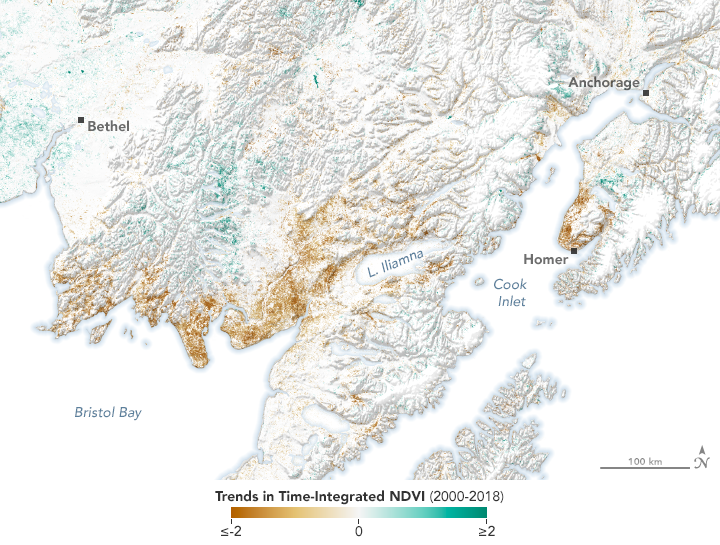 Anchorage
Bethel
L. Iliamna
Homer
Cook
Inlet
Bristol Bay
100 km
N
Trends in Time-Integrated NDVI (2000-2018)
≤-2 0 ≥2